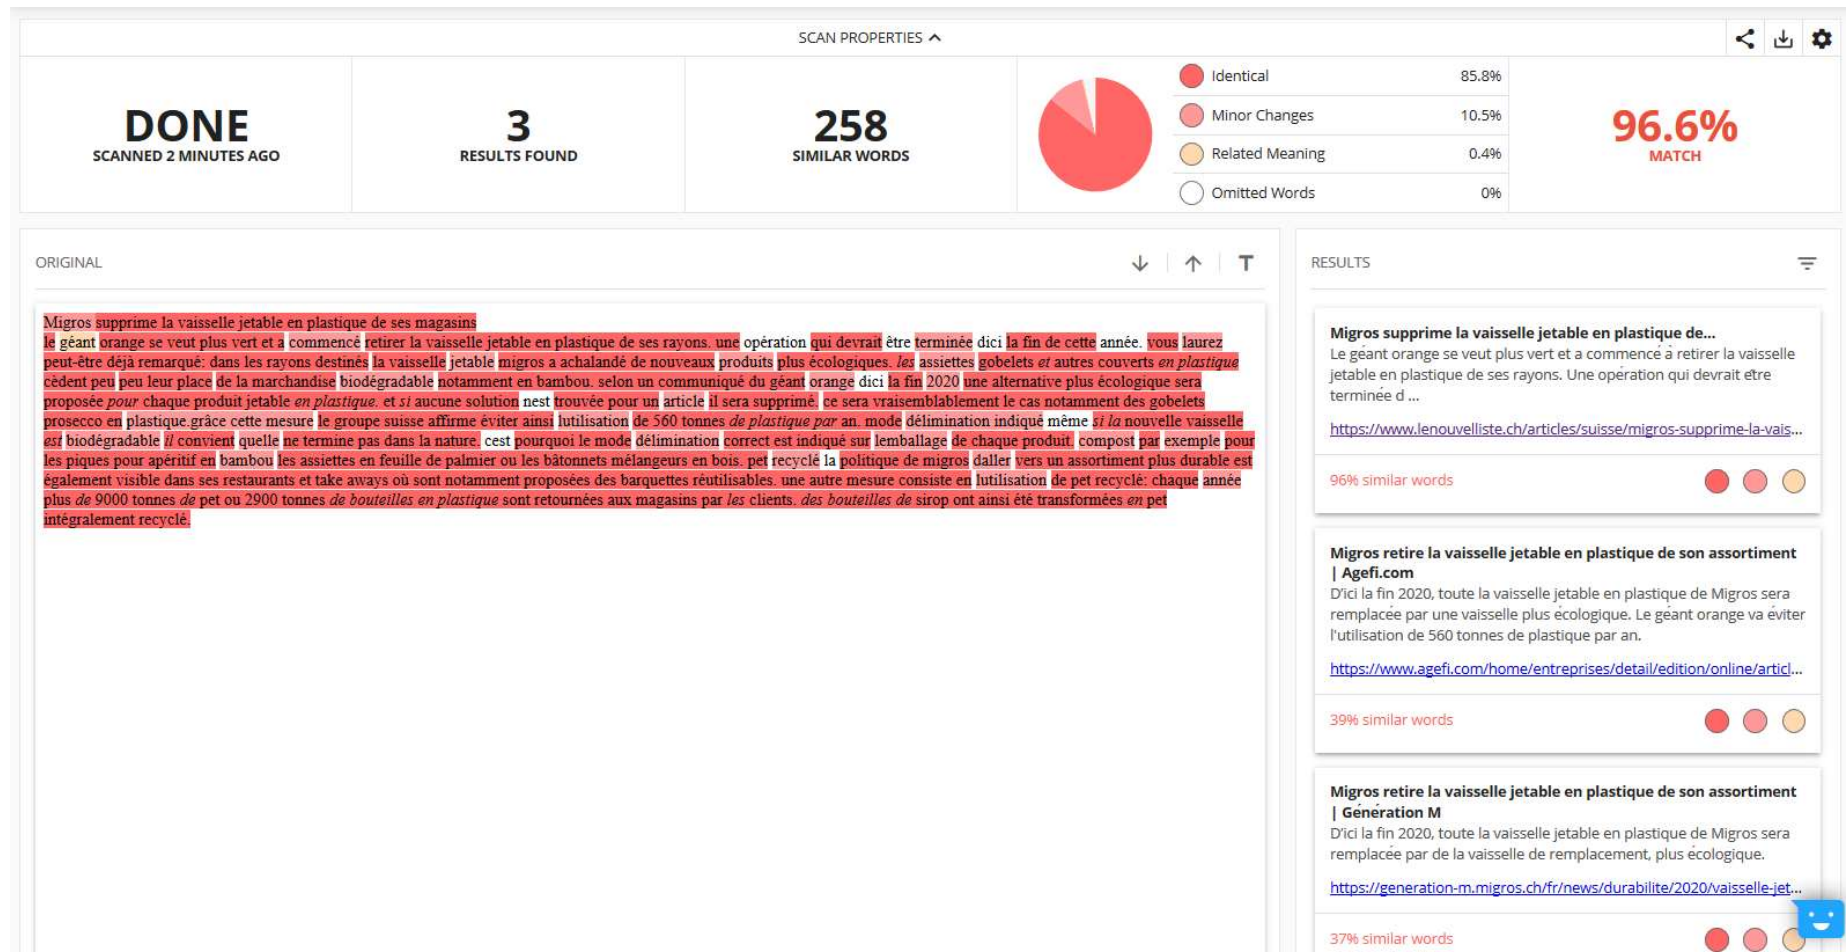 SCAN PROPERTIES
DONE
SCANNED 2 MINUTES AGO
3
RESULTS FOUND
258
SIMILAR WORDS
Identical 85.8%
Minor Changes 10.5%
Related Meaning 0.4%
Omitted Words 0%
96.6%
MATCH
ORIGINAL
Migros supprime la vaisselle jetable en plastique de ses magasins
le géant orange se veut plus vert et a commencé retirer la vaisselle jetable en plastique de ses rayons. une opération qui devrait être terminée dici la fin de cette année. vous laurez
peut-être déjà remarqué: dans les rayons destinés la vaisselle jetable migros a achalandé de nouveaux produits plus écologiques. les assiettes gobelets et autres couverts en plastique
cèdent peu peu leur place de la marchandise biodégradable notamment en bambou. selon un communiqué du géant orange dici la fin 2020 une alternative plus écologique sera
proposée pour chaque produit jetable en plastique. et si aucune solution nest trouvée pour un article il sera supprimé. ce sera vraisemblablement le cas notamment des gobelets
prosecco en plastique.grâce cette mesure le groupe suisse affirme éviter ainsi lutilisation de 560 tonnes de plastique par an. mode délimination indiqué même si la nouvelle vaisselle
est biodégradable il convient quelle ne termine pas dans la nature. cest pourquoi le mode délimination correct est indiqué sur lemballage de chaque produit. compost par exemple pour
les piques pour apéritif en bambou les assiettes en feuille de palmier ou les bâtonnets mélangeurs en bois. pet recyclé la politique de migros daller vers un assortiment plus durable est
également visible dans ses restaurants et take aways où sont notamment proposées des barquettes réutilisables. une autre mesure consiste en lutilisation de pet recyclé: chaque année
plus de 9000 tonnes de pet ou 2900 tonnes de bouteilles en plastique sont retournées aux magasins par les clients. des bouteilles de sirop ont ainsi été transformées en pet
intégralement recyclé.
RESULTS
Migros supprime la vaisselle jetable en plastique de...
Le géant orange se veut plus vert et a commencé à retirer la vaisselle
jetable en plastique de ses rayons. Une opération qui devrait être
terminée d ...
https://www.lenouvelliste.ch/articles/suisse/migros-supprime-la-vais...
96% similar words
Migros retire la vaisselle jetable en plastique de son assortiment
| Agefi.com
D'ici la fin 2020, toute la vaisselle jetable en plastique de Migros sera
remplacée par une vaisselle plus écologique. Le géant orange va éviter
l'utilisation de 560 tonnes de plastique par an.
https://www.agefi.com/home/entreprises/detail/edition/online/articl...
39% similar words
Migros retire la vaisselle jetable en plastique de son assortiment
| Génération M
D'ici la fin 2020, toute la vaisselle jetable en plastique de Migros sera
remplacée par de la vaisselle de remplacement, plus écologique.
https://generation-m.migros.ch/fr/news/durabilite/2020/vaisselle-jet...
37% similar words